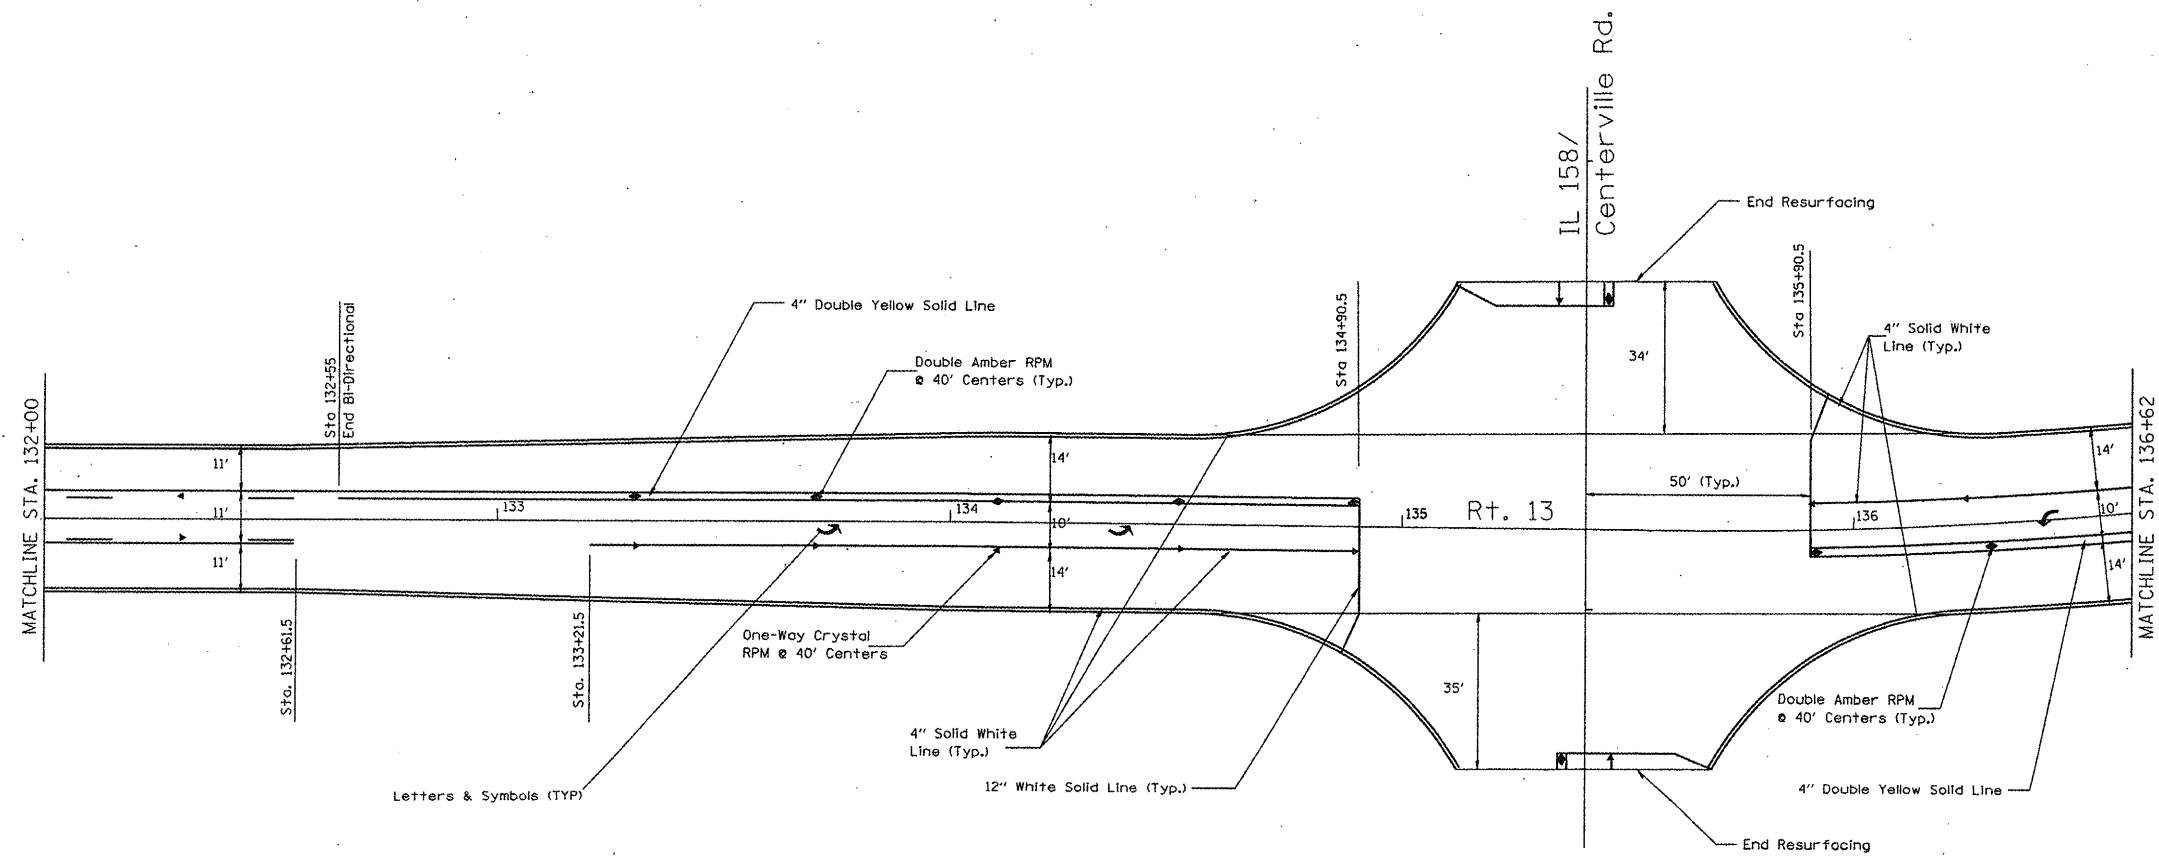 IL 158/
Centerville Rd.
End Resurfacing
4" Double Yellow Solid Line
Double Amber RPM
@ 40' Centers (Typ.)
Sta 132+55
End Bi-Directional
Sta 134+90.5
Sta 135+90.5
4" Solid White
Line (Typ.)
34'
MATCHLINE STA. 132+00
MATCHLINE STA. 136+62
11'
11'
11'
14'
10'
14'
133
134
135
Rt. 13
50' (Typ.)
136
14'
10'
14'
Sta. 132+61.5
Sta. 133+21.5
One-Way Crystal
RPM @ 40' Centers
35'
4" Solid White
Line (Typ.)
Double Amber RPM
@ 40' Centers (Typ.)
Letters & Symbols (TYP)
12" White Solid Line (Typ.)
4" Double Yellow Solid Line
End Resurfacing